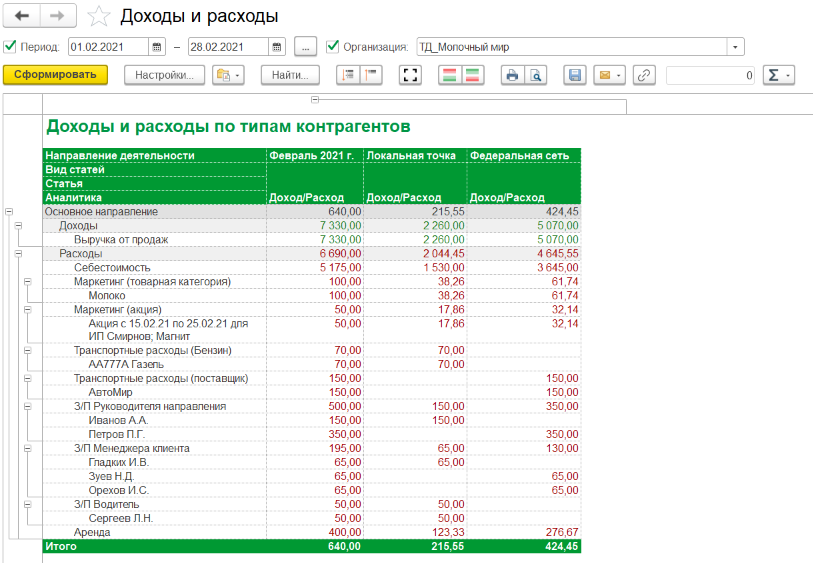 Доходы и расходы
Период: 01.02.2021 – 28.02.2021 ... Организация: ТД_Молочный мир
Сформировать Настройки... Найти... 0 Σ
Доходы и расходы по типам контрагентов
Направление деятельности Февраль 2021 г. Локальная точка Федеральная сеть
Вид статей
Статья
Аналитика Доход/Расход Доход/Расход Доход/Расход
Основное направление 640,00 215,55 424,45
Доходы 7 330,00 2 260,00 5 070,00
Выручка от продаж 7 330,00 2 260,00 5 070,00
Расходы 6 690,00 2 044,45 4 645,55
Себестоимость 5 175,00 1 530,00 3 645,00
Маркетинг (товарная категория) 100,00 38,26 61,74
Молоко 100,00 38,26 61,74
Маркетинг (акция) 50,00 17,86 32,14
Акция с 15.02.21 по 25.02.21 для 50,00 17,86 32,14
ИП Смирнов; Магнит
Транспортные расходы (Бензин) 70,00 70,00
АА777А Газель 70,00 70,00
Транспортные расходы (поставщик) 150,00 150,00
АвтоМир 150,00 150,00
З/П Руководителя направления 500,00 150,00 350,00
Иванов А.А. 150,00 150,00
Петров П.Г. 350,00 350,00
З/П Менеджера клиента 195,00 65,00 130,00
Гладких И.В. 65,00 65,00
Зуев Н.Д. 65,00 65,00
Орехов И.С. 65,00 65,00
З/П Водитель 50,00 50,00
Сергеев Л.Н. 50,00 50,00
Аренда 400,00 123,33 276,67
Итого 640,00 215,55 424,45